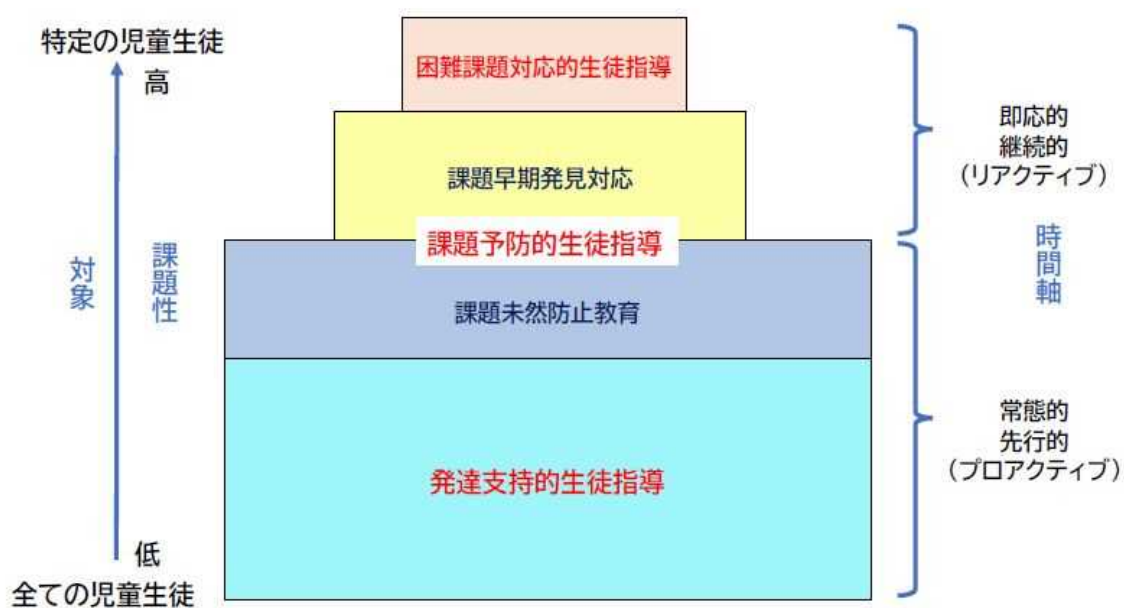 特定の児童生徒
高
困難課題対応的生徒指導
即応的
継続的
(リアクティブ)
課題早期発見対応
課題予防的生徒指導
対象
課題性
時間軸
課題未然防止教育
常態的
先行的
(プロアクティブ)
発達支持的生徒指導
低
全ての児童生徒